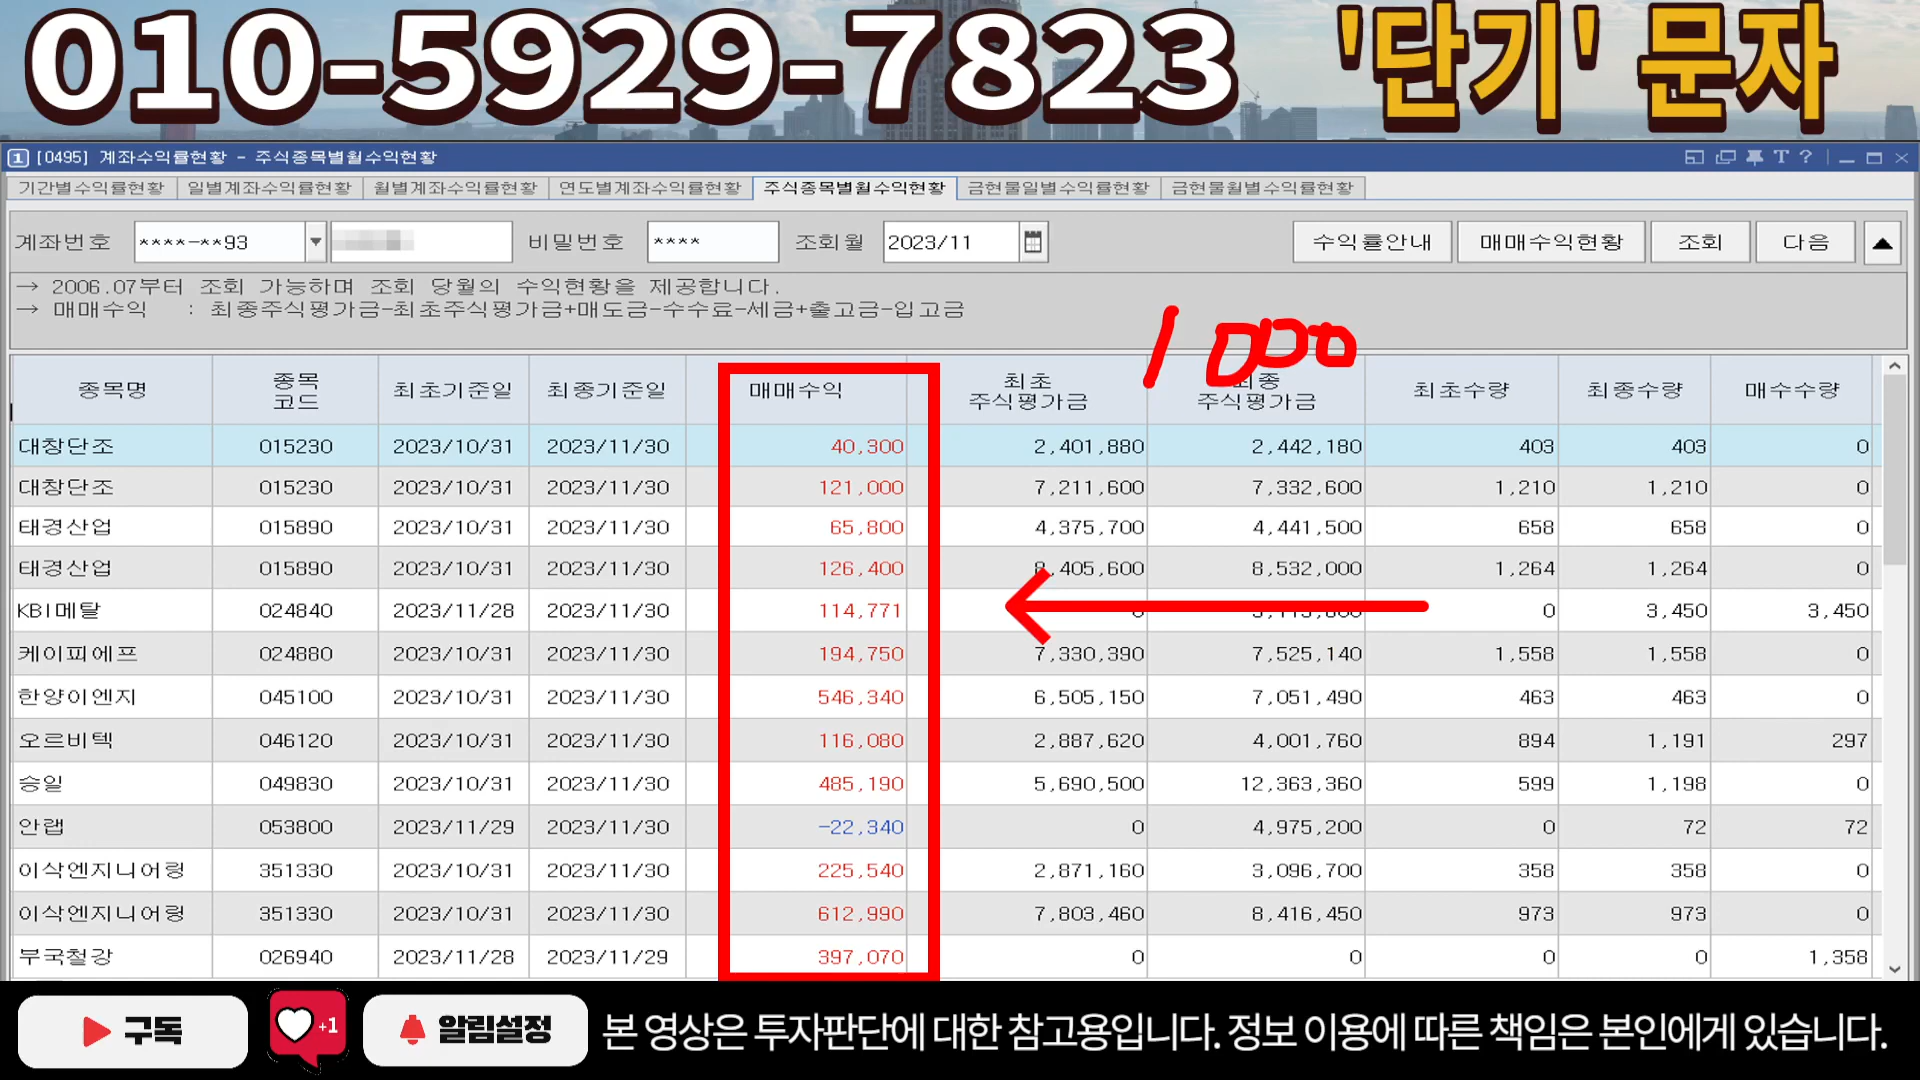 010-5929-7823 '단기' 문자
1 [0495] 계좌수익률현황 - 주식종목별월수익현황
기간별수익률현황 일별계좌수익률현황 월별계좌수익률현황 연도별계좌수익률현황 주식종목별월수익현황 금현물일별수익률현황 금현물월별수익률현황
계좌번호 ****-**93 비밀번호 **** 조회월 2023/11 수익률안내 매매수익현황 조회 다음
→ 2006.07부터 조회 가능하며 조회 당월의 수익현황을 제공합니다.
→ 매매수익 : 최종주식평가금-최초주식평가금+매도금-수수료-세금+출고금-입고금
1000
종목명 종목코드 최초기준일 최종기준일 매매수익 최초주식평가금 최종주식평가금 최초수량 최종수량 매수수량
대창단조 015230 2023/10/31 2023/11/30 40,300 2,401,880 2,442,180 403 403 0
대창단조 015230 2023/10/31 2023/11/30 121,000 7,211,600 7,332,600 1,210 1,210 0
태경산업 015890 2023/10/31 2023/11/30 65,800 4,375,700 4,441,500 658 658 0
태경산업 015890 2023/10/31 2023/11/30 126,400 8,405,600 8,532,000 1,264 1,264 0
KBI메탈 024840 2023/11/28 2023/11/30 114,771 0 0 3,450 3,450
케이피에프 024880 2023/10/31 2023/11/30 194,750 7,330,390 7,525,140 1,558 1,558 0
한양이엔지 045100 2023/10/31 2023/11/30 546,340 6,505,150 7,051,490 463 463 0
오르비텍 046120 2023/10/31 2023/11/30 116,080 2,887,620 4,001,760 894 1,191 297
승일 049830 2023/10/31 2023/11/30 485,190 5,690,500 12,363,360 599 1,198 0
안랩 053800 2023/11/29 2023/11/30 -22,340 0 4,975,200 0 72 72
이삭엔지니어링 351330 2023/10/31 2023/11/30 225,540 2,871,160 3,096,700 358 358 0
이삭엔지니어링 351330 2023/10/31 2023/11/30 612,990 7,803,460 8,416,450 973 973 0
부국철강 026940 2023/11/28 2023/11/29 397,070 0 0 0 0 1,358
구독 +1 알림설정 본 영상은 투자판단에 대한 참고용입니다. 정보 이용에 따른 책임은 본인에게 있습니다.